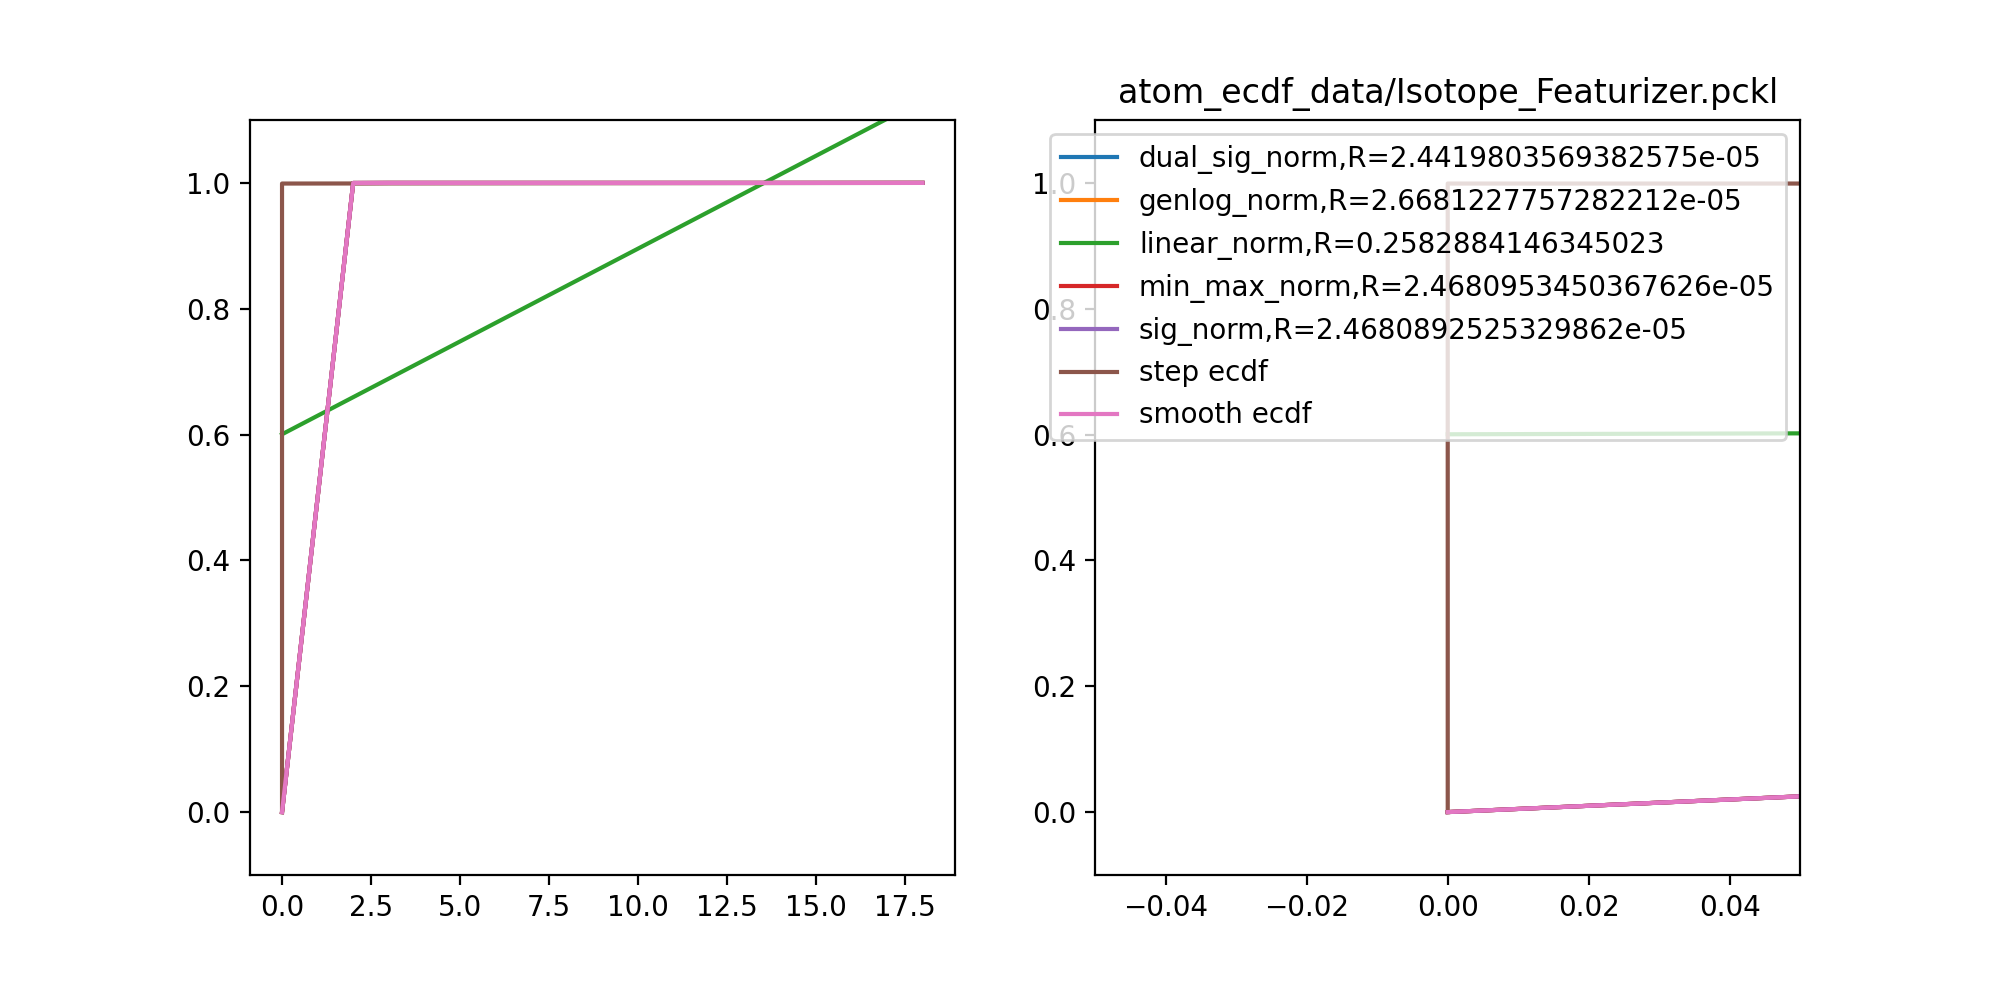 atom_ecdf_data/Isotope_Featurizer.pckl
1.0
0.8
0.6
0.4
0.2
0.0
0.0 2.5 5.0 7.5 10.0 12.5 15.0 17.5
dual_sig_norm,R=2.4419803569382575e-05
genlog_norm,R=2.6681227757282212e-05
linear_norm,R=0.2582884146345023
min_max_norm,R=2.4680953450367626e-05
sig_norm,R=2.4680892525329862e-05
step ecdf
smooth ecdf
1.0
0.8
0.6
0.4
0.2
0.0
−0.04 −0.02 0.00 0.02 0.04